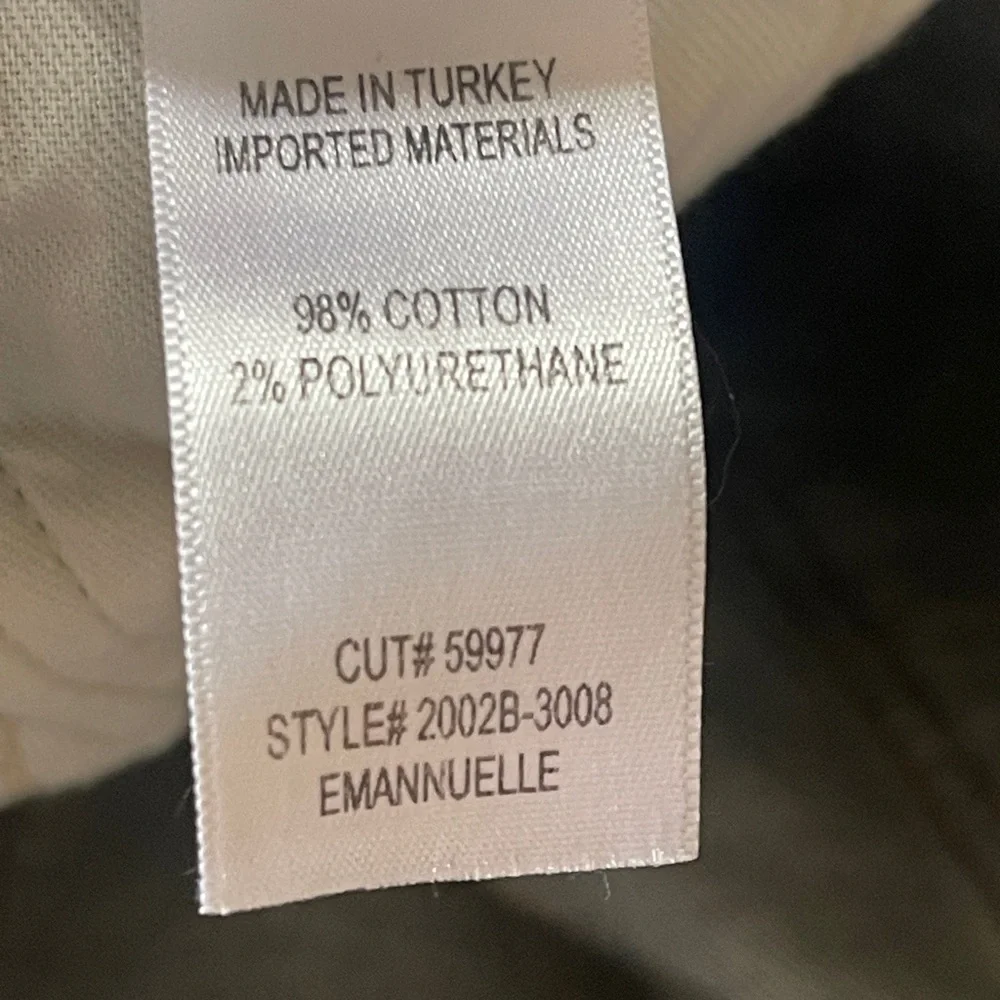 MADE IN TURKEY
IMPORTED MATERIALS
98% COTTON
2% POLYURETHANE
CUT# 59977
STYLE# 2002B-3008
EMANNUELLE